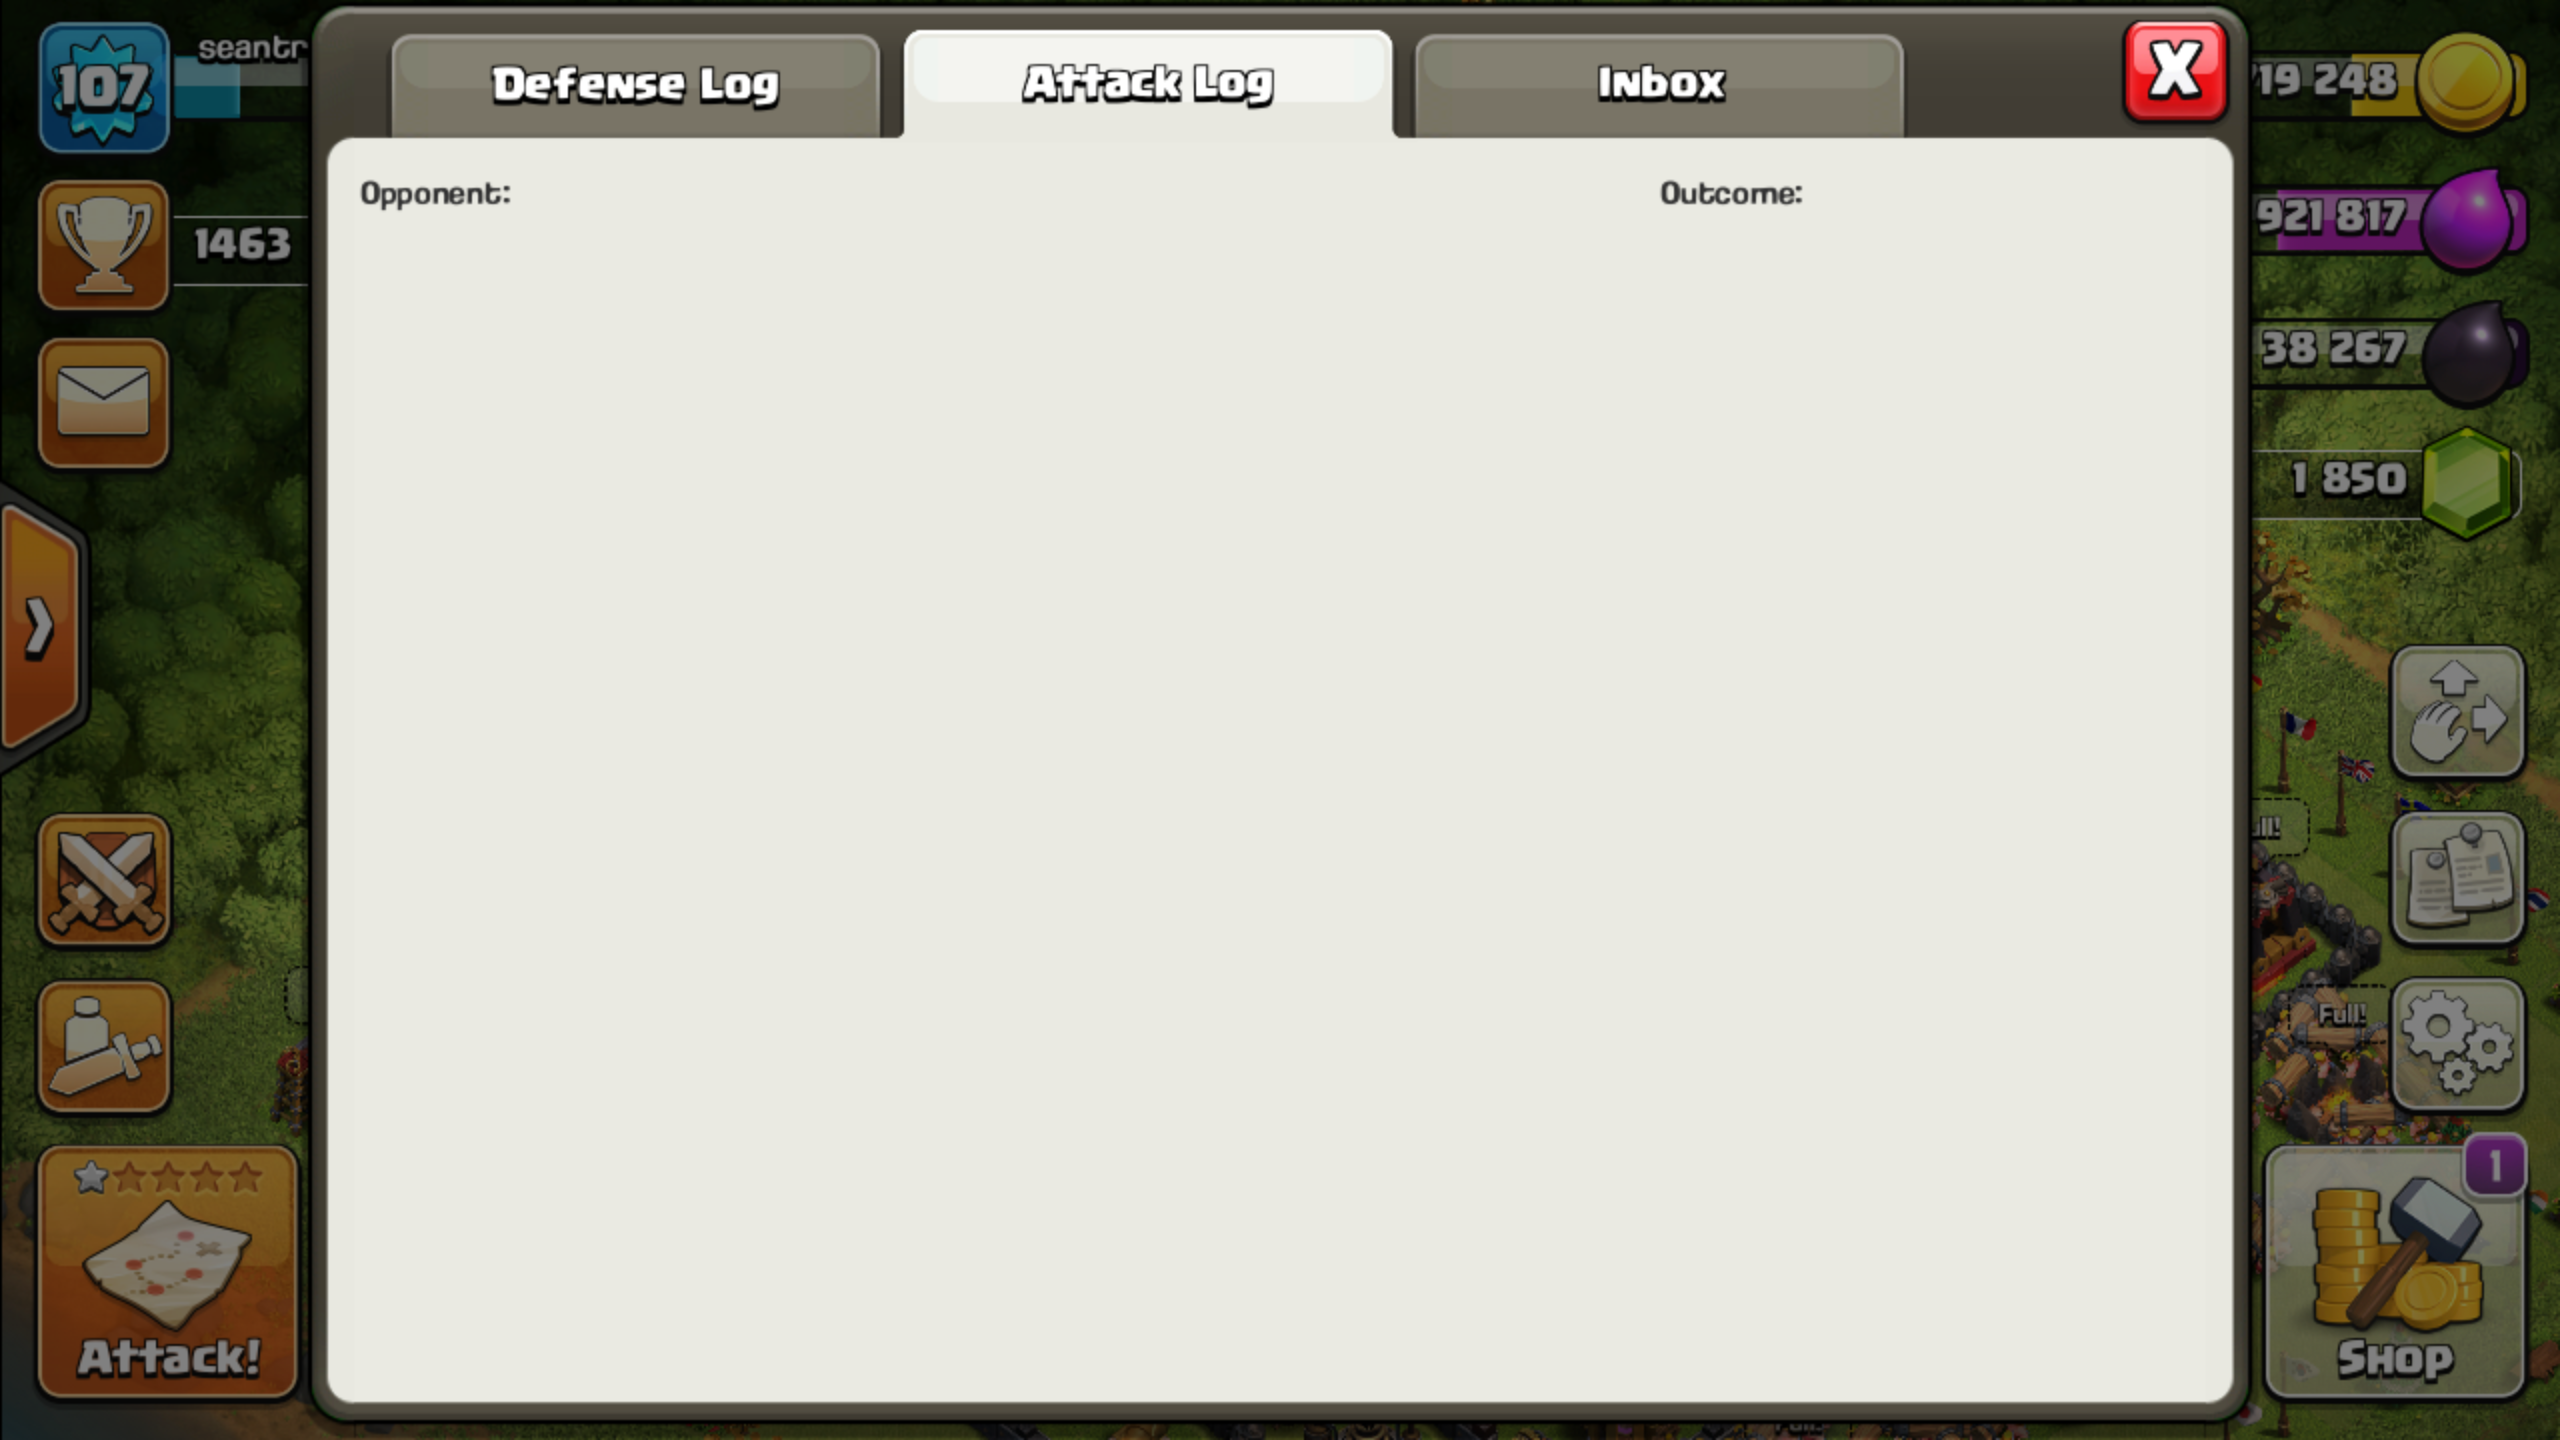 107
seantr
1463
Defense Log
Attack Log
Inbox
X
Opponent:
Outcome:
719 248
921 817
38 267
1 850
Full!
Attack!
1
Shop